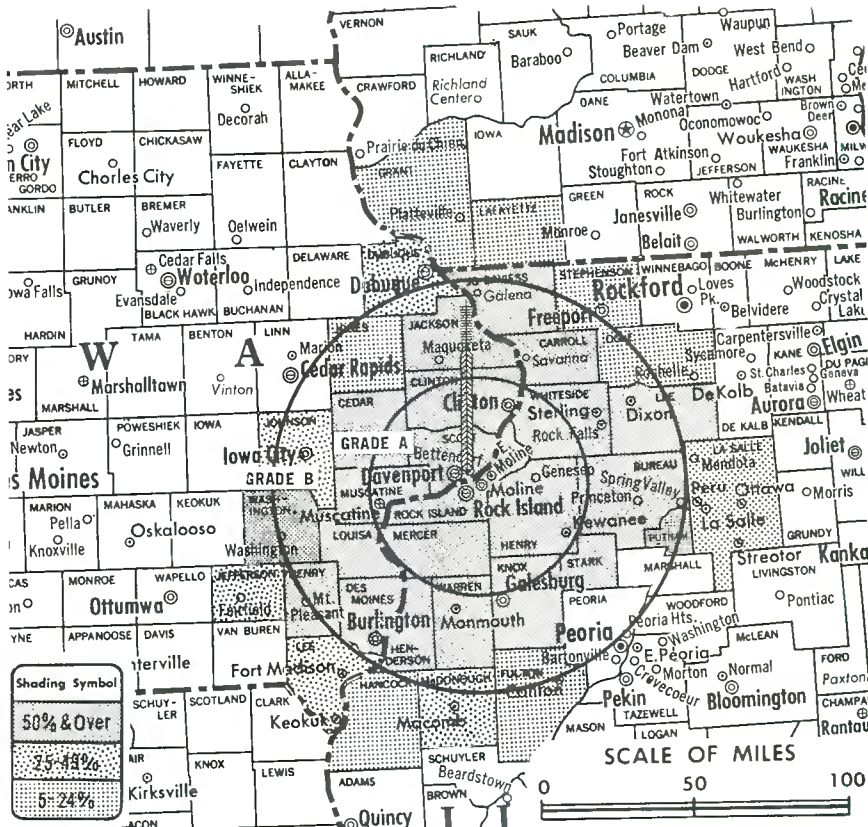 VERNON
SAUK
Portage
Waupun
Austin
RICHLAND
Baraboo
Beaver Dam
West Bend
MITCHELL
HOWARD
WINNE-
SHIEK
ALLA-
MAKEE
CRAWFORD
Richland
Center
COLUMBIA
DODGE
Hartford
WASH
INGTON
Decorah
DANE
Watertown
Monona
Oconomowoc
Brown
Deer
FLOYD
CHICKASAW
Prairie du Chien
IOWA
Madison
Waukesha
WAUKESHA
Fort Atkinson
Franklin
Charles City
FAYETTE
CLAYTON
GRANT
Stoughton
JEFFERSON
GORDO
BUTLER
BREMER
Waverly
Oelwein
Platteville
LAFAYETTE
GREEN
ROCK
Whitewater
RACINE
Janesville
Burlington
Racine
Monroe
Beloit
WALWORTH
KENOSHA
Cedar Falls
DELAWARE
DUBUQUE
GRUNDY
Waterloo
Independence
Dubuque
JO DAVIESS
STEPHENSON
WINNEBAGO
BOONE
McHENRY
LAKE
Evansdale
Galena
Rockford
Loves
Pk.
Woodstock
BLACK HAWK
BUCHANAN
Freeport
Belvidere
Crystal
HARDIN
TAMA
BENTON
LINN
JONES
JACKSON
CARROLL
OGLE
Carpentersville
Marion
Maquoketa
Savanna
Sycamore
KANE
Elgin
W
A
Cedar Rapids
CLINTON
Rochelle
St. Charles
Geneva
Marshalltown
Vinton
WHITESIDE
LEE
DeKalb
Batavia
MARSHALL
CEDAR
Clinton
Sterling
Dixon
Aurora
JASPER
POWESHIEK
IOWA
JOHNSON
Rock Falls
DE KALB
KENDALL
Newton
Grinnell
GRADE A
Bettendorf
LA SALLE
Joliet
Iowa City
Moline
Geneseo
BUREAU
Mendota
GRADE B
Davenport
Spring Valley
MARION
MAHASKA
KEOKUK
WASH-
INGTON
MUSCATINE
Moline
Princeton
Peru
Ottawa
Morris
Pella
Muscatine
ROCK ISLAND
Rock Island
La Salle
Oskaloosa
Kewanee
Knoxville
Washington
LOUISA
MERCER
HENRY
PUTNAM
GRUNDY
Streator
MONROE
WAPELLO
JEFFERSON
HENRY
KNOX
STARK
MARSHALL
LIVINGSTON
Ottumwa
Fairfield
Mt.
Pleasant
DES
MOINES
WARREN
Galesburg
PEORIA
WOODFORD
Pontiac
Peoria Hts.
APPANOOSE
DAVIS
VAN BUREN
Burlington
Monmouth
Peoria
Washington
McLEAN
LEE
HEN-
DERSON
Bartonville
E. Peoria
FORD
Fort Madison
Morton
Normal
Paxton
Shading Symbol
HANCOCK
McDONOUGH
FULTON
Canton
Creve Coeur
50% & Over
SCOTLAND
CLARK
Keokuk
Macomb
Pekin
Bloomington
25-49%
TAZEWELL
5-24%
KNOX
LEWIS
MASON
LOGAN
Kirksville
SCHUYLER
SCALE OF MILES
ADAMS
Beardstown
BROWN
0 50 100
Quincy